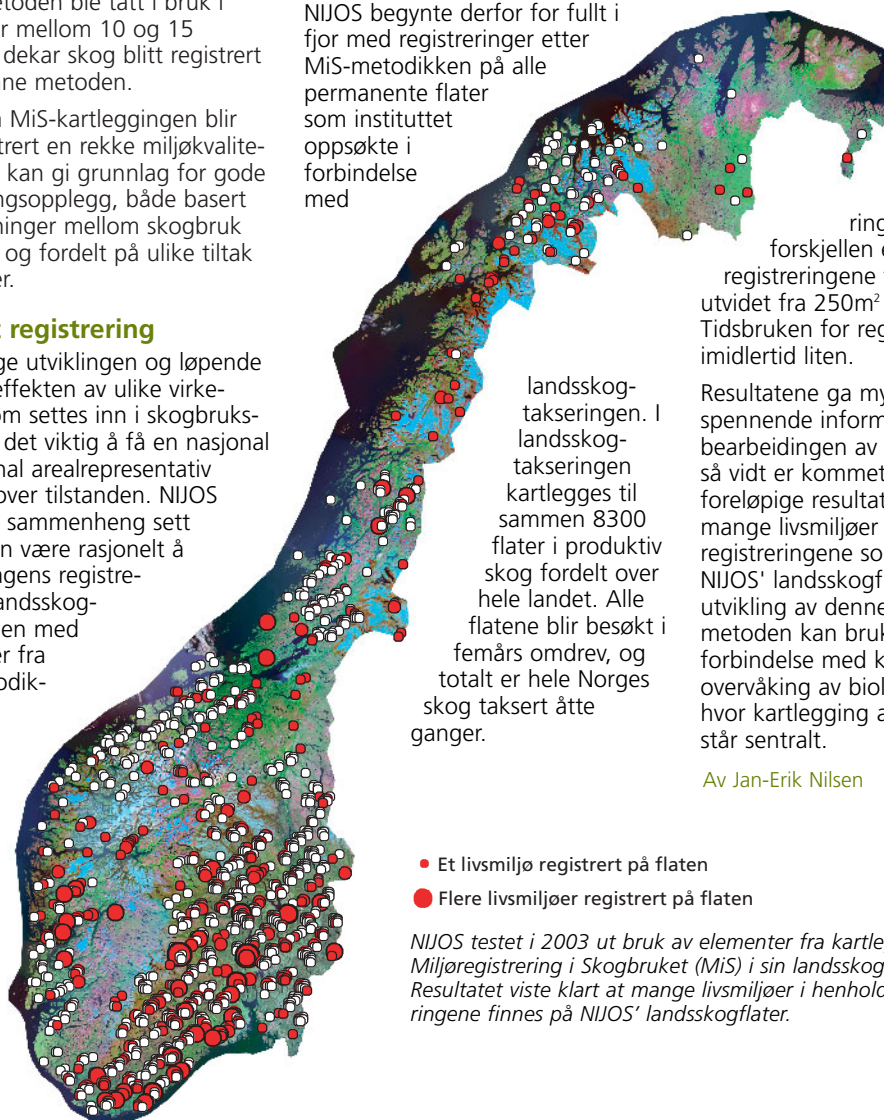 etoden ble tatt i bruk i
r mellom 10 og 15
dekar skog blitt registrert
ne metoden.
MiS-kartleggingen blir
trert en rekke miljøkvalite-
kan gi grunnlag for gode
ngsopplegg, både basert
ninger mellom skogbruk
og fordelt på ulike tiltak
er.
registrering
ge utviklingen og løpende
effekten av ulike virke-
om settes inn i skogbruks-
det viktig å få en nasjonal
nal arealrepresentativ
over tilstanden. NIJOS
sammenheng sett
n være rasjonelt å
ngens registre-
andsskog-
en med
er fra
odik-
NIJOS begynte derfor for fullt i
fjor med registreringer etter
MiS-metodikken på alle
permanente flater
som instituttet
oppsøkte i
forbindelse
med
landsskog-
takseringen. I
landsskog-
takseringen
kartlegges til
sammen 8300
flater i produktiv
skog fordelt over
hele landet. Alle
flatene blir besøkt i
femårs omdrev, og
totalt er hele Norges
skog taksert åtte
ganger.
ring
forskjellen e
registreringene
utvidet fra 250m²
Tidsbruken for reg
imidlertid liten.
Resultatene ga my
spennende inform
bearbeidingen av
så vidt er kommet
foreløpige resultat
mange livsmiljøer
registreringene so
NIJOS' landsskogf
utvikling av denne
metoden kan bruk
forbindelse med k
overvåking av biol
hvor kartlegging a
står sentralt.
Av Jan-Erik Nilsen
Et livsmiljø registrert på flaten
Flere livsmiljøer registrert på flaten
NIJOS testet i 2003 ut bruk av elementer fra kartle
Miljøregistrering i Skogbruket (MiS) i sin landsskog
Resultatet viste klart at mange livsmiljøer i henhold
ringene finnes på NIJOS’ landsskogflater.